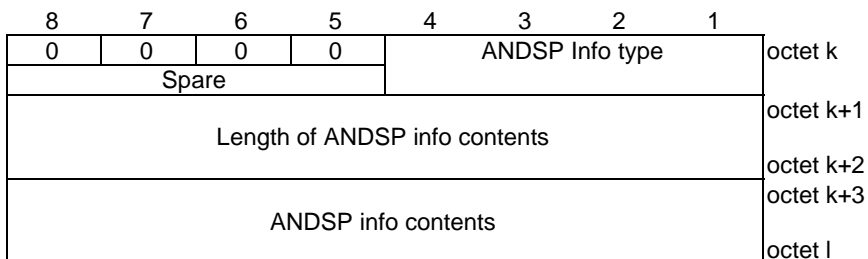 8 7 6 5 4 3 2 1
0 0 0 0 ANDSP Info type octet k
Spare
octet k+1
Length of ANDSP info contents
octet k+2
octet k+3
ANDSP info contents
octet l